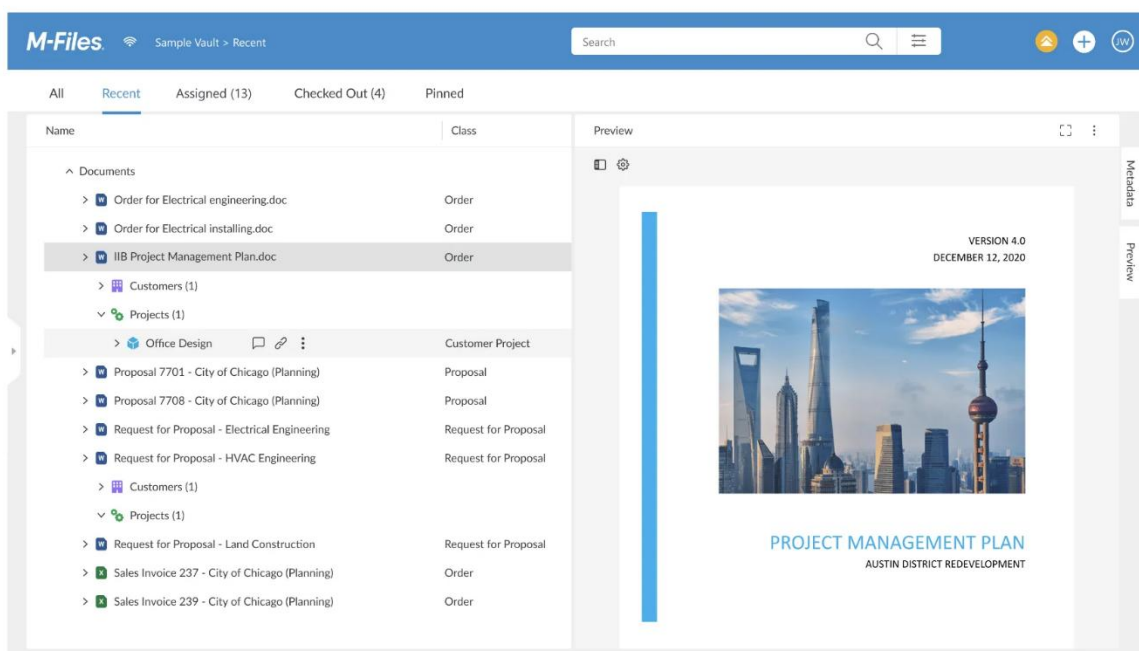 M-Files.
Sample Vault > Recent
Search
JW
All Recent Assigned (13) Checked Out (4) Pinned
Name Class Preview
Documents
Order for Electrical engineering.doc Order
Order for Electrical installing.doc Order
IIB Project Management Plan.doc Order
Customers (1)
Projects (1)
Office Design Customer Project
Proposal 7701 - City of Chicago (Planning) Proposal
Proposal 7708 - City of Chicago (Planning) Proposal
Request for Proposal - Electrical Engineering Request for Proposal
Request for Proposal - HVAC Engineering Request for Proposal
Customers (1)
Projects (1)
Request for Proposal - Land Construction Request for Proposal
Sales Invoice 237 - City of Chicago (Planning) Order
Sales Invoice 239 - City of Chicago (Planning) Order
VERSION 4.0
DECEMBER 12, 2020
PROJECT MANAGEMENT PLAN
AUSTIN DISTRICT REDEVELOPMENT
Metadata
Preview